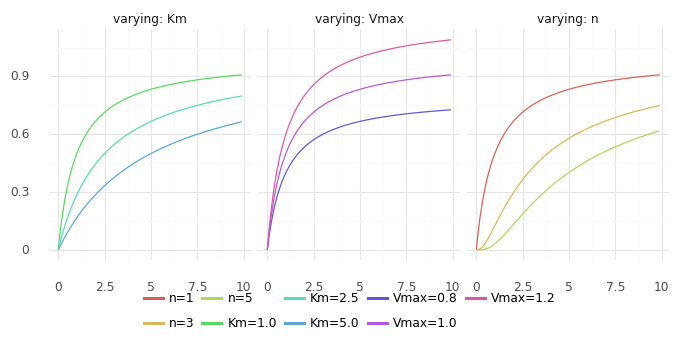 varying: Km varying: Vmax varying: n
0.9
0.6
0.3
0
0 2.5 5 7.5 10 0 2.5 5 7.5 10 0 2.5 5 7.5 10
n=1 n=5 Km=2.5 Vmax=0.8 Vmax=1.2
n=3 Km=1.0 Km=5.0 Vmax=1.0